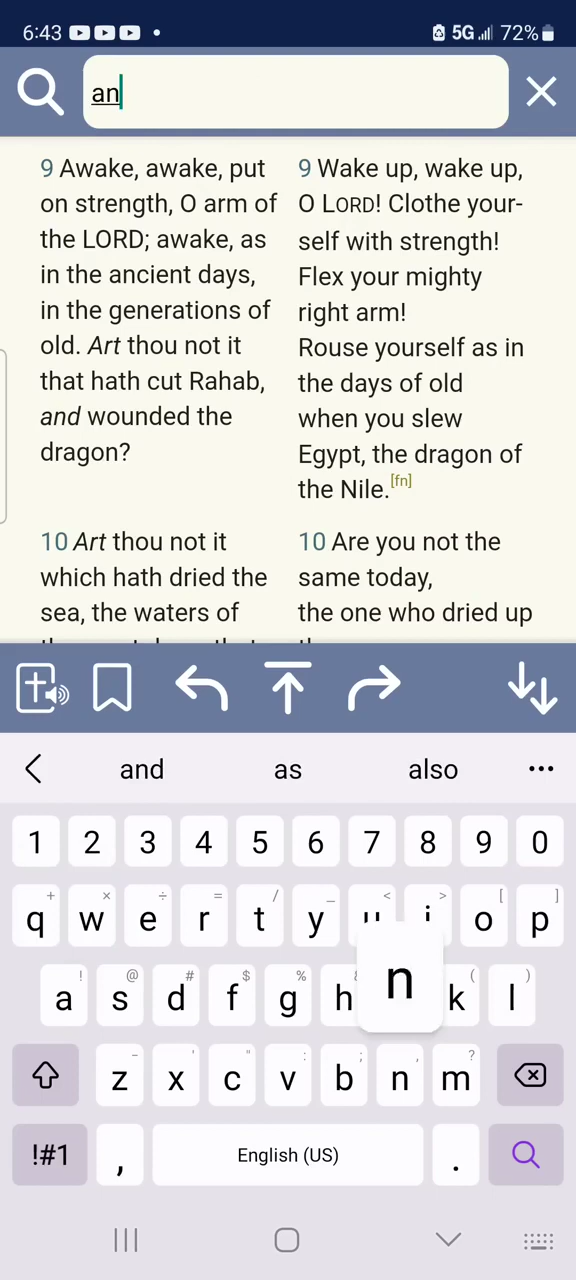 6:43 5G 72%
an
9 Awake, awake, put
on strength, O arm of
the LORD; awake, as
in the ancient days,
in the generations of
old. Art thou not it
that hath cut Rahab,
and wounded the
dragon?
10 Art thou not it
which hath dried the
sea, the waters of
9 Wake up, wake up,
O LORD! Clothe your-
self with strength!
Flex your mighty
right arm!
Rouse yourself as in
the days of old
when you slew
Egypt, the dragon of
the Nile.[fn]
10 Are you not the
same today,
the one who dried up
and as also •••
1 2 3 4 5 6 7 8 9 0
+ × ÷ = / _ < > [ ]
q w e r t y u i o p
! @ # $ % ( )
a s d f g h n k l
- ' " : ; , ?
z x c v b n m
!#1 , English (US) .